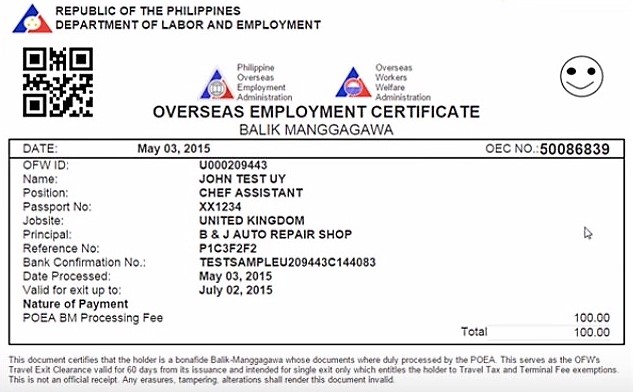 REPUBLIC OF THE PHILIPPINES
DEPARTMENT OF LABOR AND EMPLOYMENT
Philippine
Overseas
Employment
Administration
Overseas
Workers
Welfare
Administration
OVERSEAS EMPLOYMENT CERTIFICATE
BALIK MANGGAGAWA
DATE: May 03, 2015 OEC NO.:50086839
OFW ID: U000209443
Name: JOHN TEST UY
Position: CHEF ASSISTANT
Passport No: XX1234
Jobsite: UNITED KINGDOM
Principal: B & J AUTO REPAIR SHOP
Reference No: P1C3F2F2
Bank Confirmation No.: TESTSAMPLEU209443C144083
Date Processed: May 03, 2015
Valid for exit up to: July 02, 2015
Nature of Payment
POEA BM Processing Fee 100.00
Total 100.00
This document certifies that the holder is a bonafide Balik-Manggagawa whose documents where duly processed by the POEA. This serves as the OFW's
Travel Exit Clearance valid for 60 days from its issuance and intended for single exit only which entitles the holder to Travel Tax and Terminal Fee exemptions.
This is not an official receipt. Any erasures, tampering, alterations shall render this document invalid.